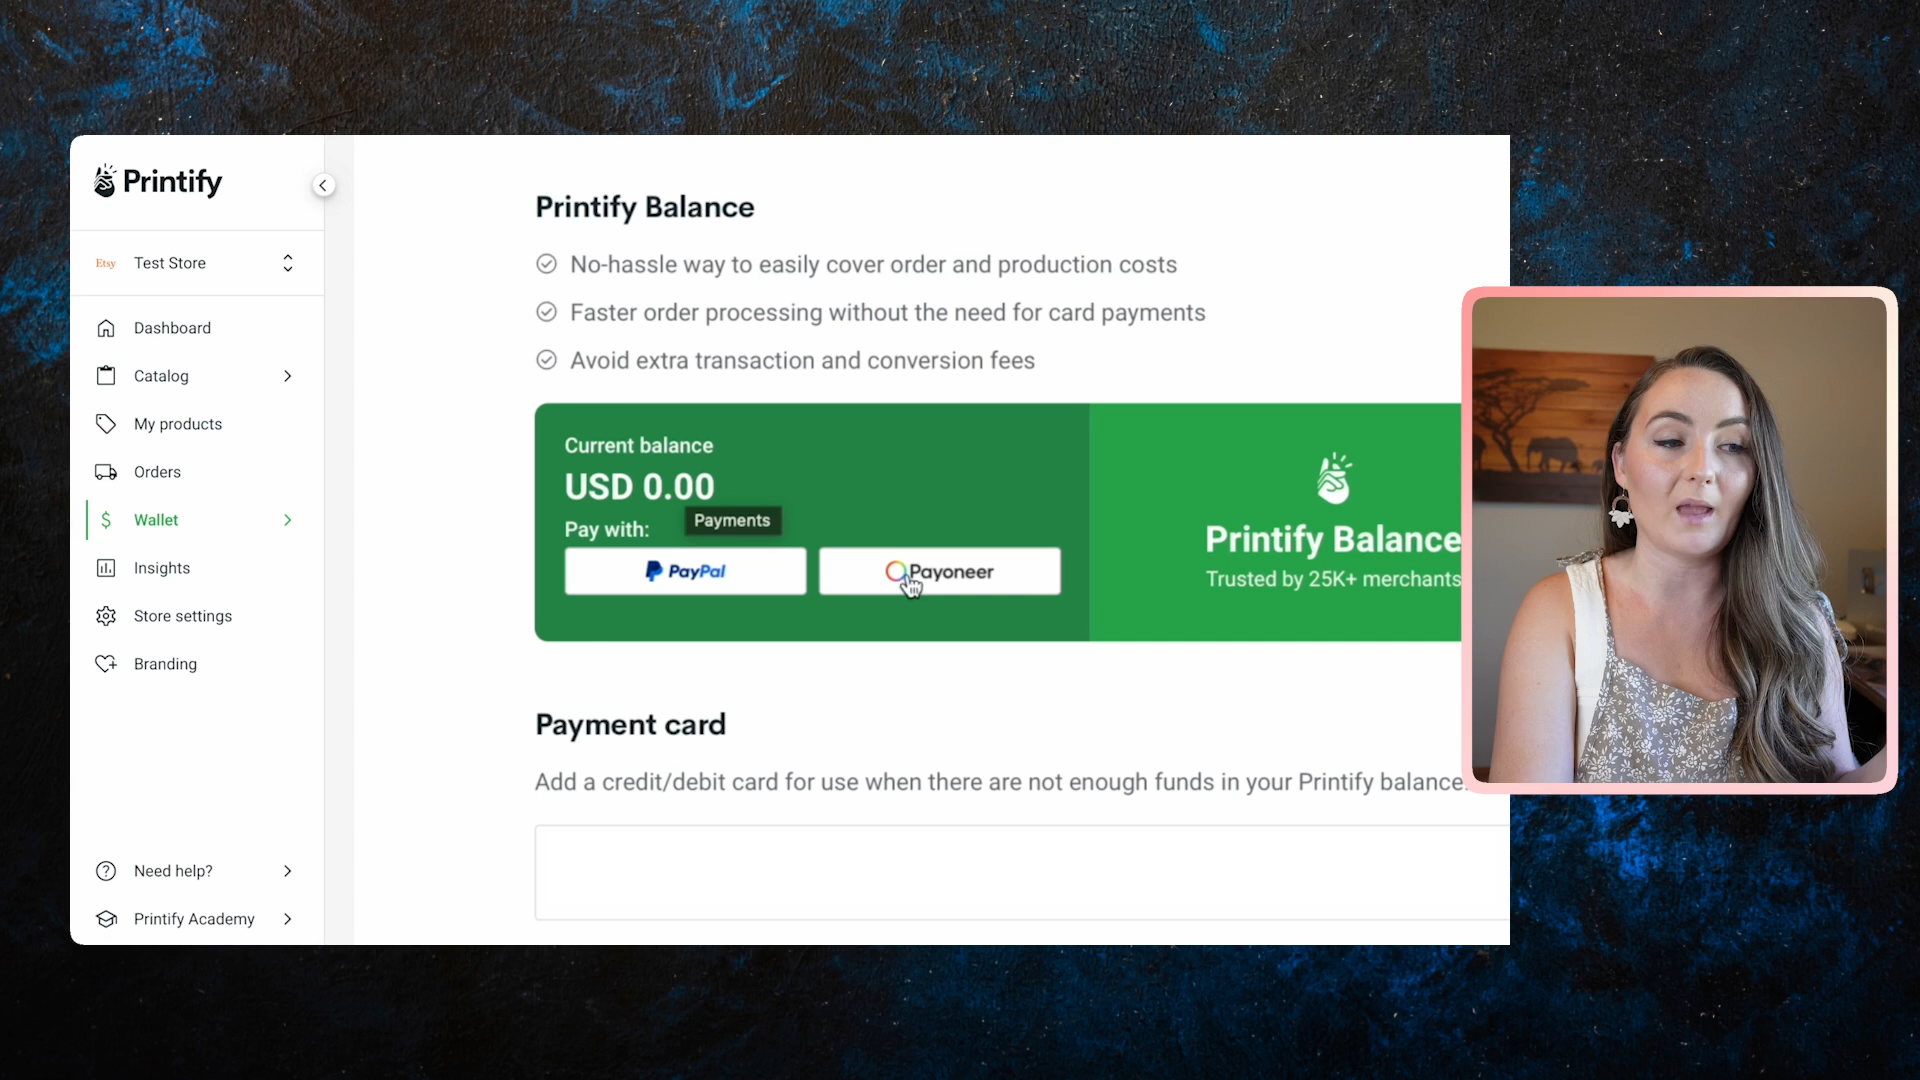 Printify
Etsy Test Store
Dashboard
Catalog
My products
Orders
$ Wallet
Insights
Store settings
Branding
? Need help?
Printify Academy
Printify Balance
No-hassle way to easily cover order and production costs
Faster order processing without the need for card payments
Avoid extra transaction and conversion fees
Current balance
USD 0.00
Pay with:
Payments
PayPal
Payoneer
Printify Balance
Trusted by 25K+ merchants
Payment card
Add a credit/debit card for use when there are not enough funds in your Printify balance.